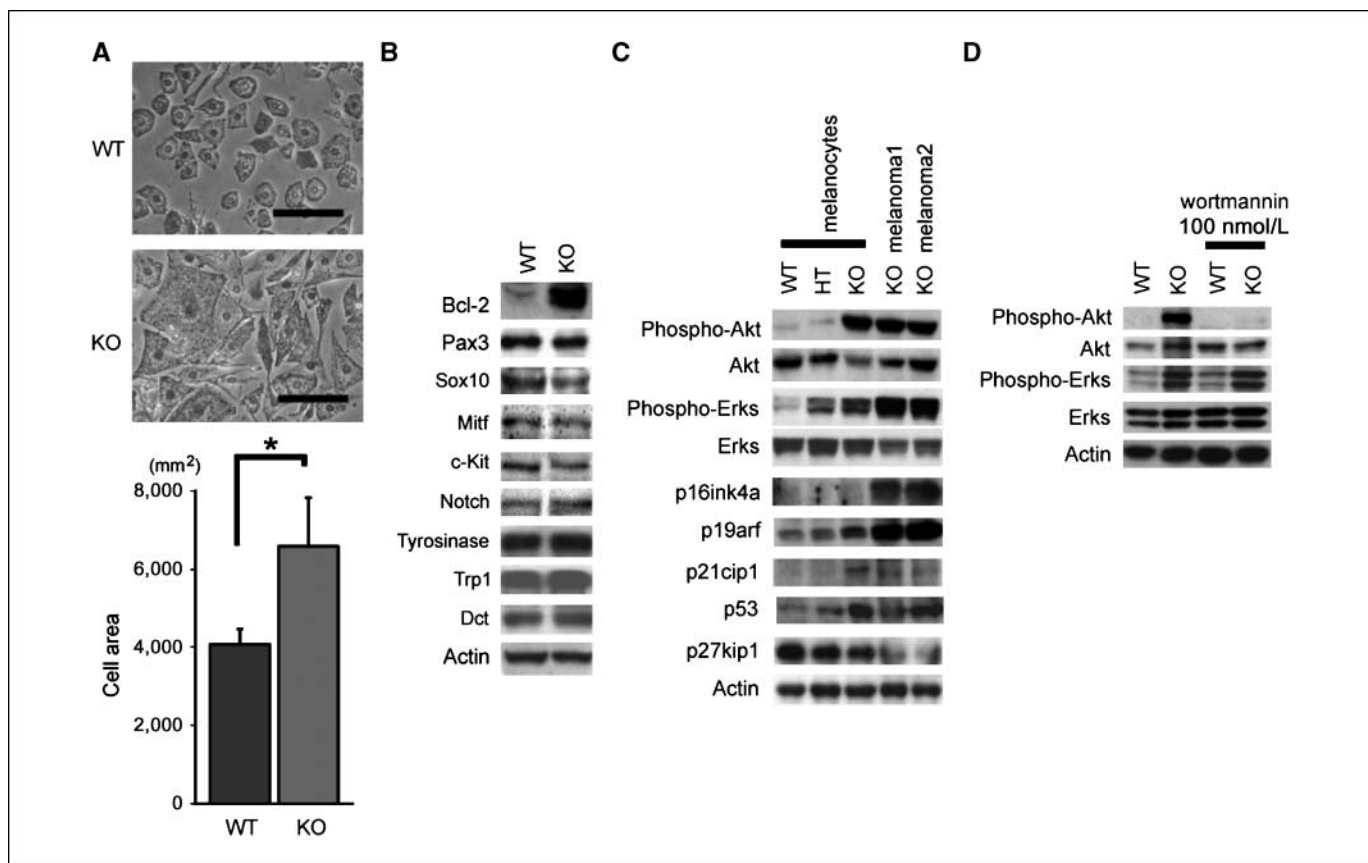 A
WT
KO
*
(mm²)
8,000
6,000
4,000
2,000
0
Cell area
WT
KO
B
WT
KO
Bcl-2
Pax3
Sox10
Mitf
c-Kit
Notch
Tyrosinase
Trp1
Dct
Actin
C
melanocytes
melanoma1
melanoma2
WT
HT
KO
KO
KO
Phospho-Akt
Akt
Phospho-Erks
Erks
p16ink4a
p19arf
p21cip1
p53
p27kip1
Actin
D
wortmannin
100 nmol/L
WT
KO
WT
KO
Phospho-Akt
Akt
Phospho-Erks
Erks
Actin